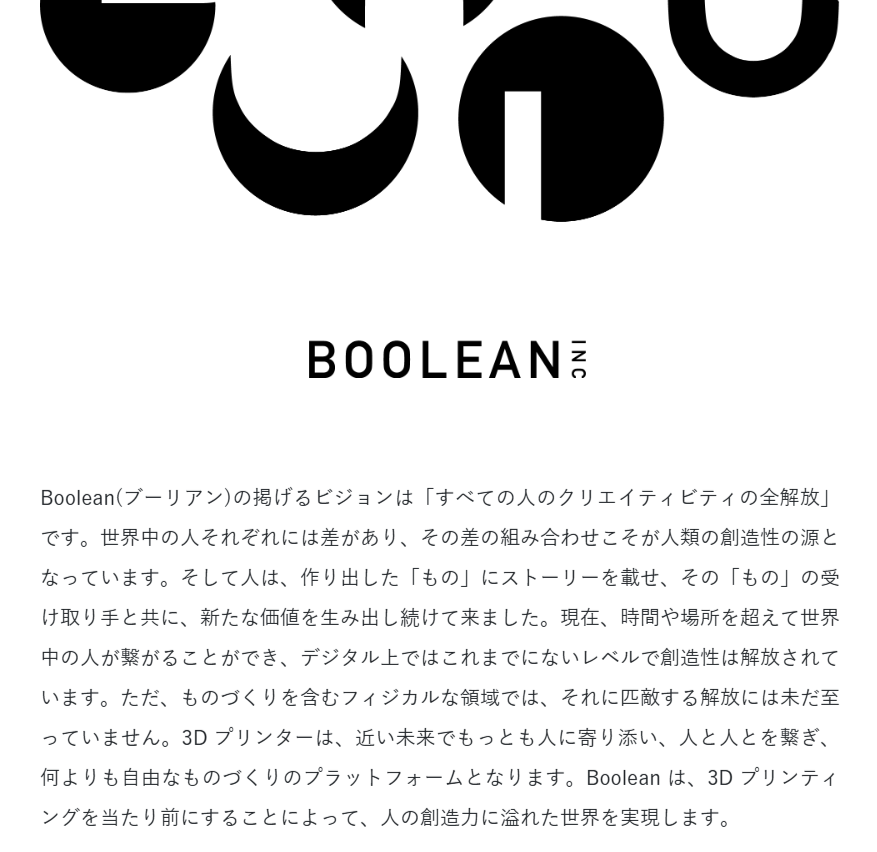 BOOLEAN INC
Boolean(ブーリアン)の掲げるビジョンは「すべての人のクリエイティビティの全解放」
です。世界中の人それぞれには差があり、その差の組み合わせこそが人類の創造性の源と
なっています。そして人は、作り出した「もの」にストーリーを載せ、その「もの」の受
け取り手と共に、新たな価値を生み出し続けて来ました。現在、時間や場所を超えて世界
中の人が繋がることができ、デジタル上ではこれまでにないレベルで創造性は解放されて
います。ただ、ものづくりを含むフィジカルな領域では、それに匹敵する解放には未だ至
っていません。3D プリンターは、近い未来でもっとも人に寄り添い、人と人とを繋ぎ、
何よりも自由なものづくりのプラットフォームとなります。Boolean は、3D プリンティ
ングを当たり前にすることによって、人の創造力に溢れた世界を実現します。